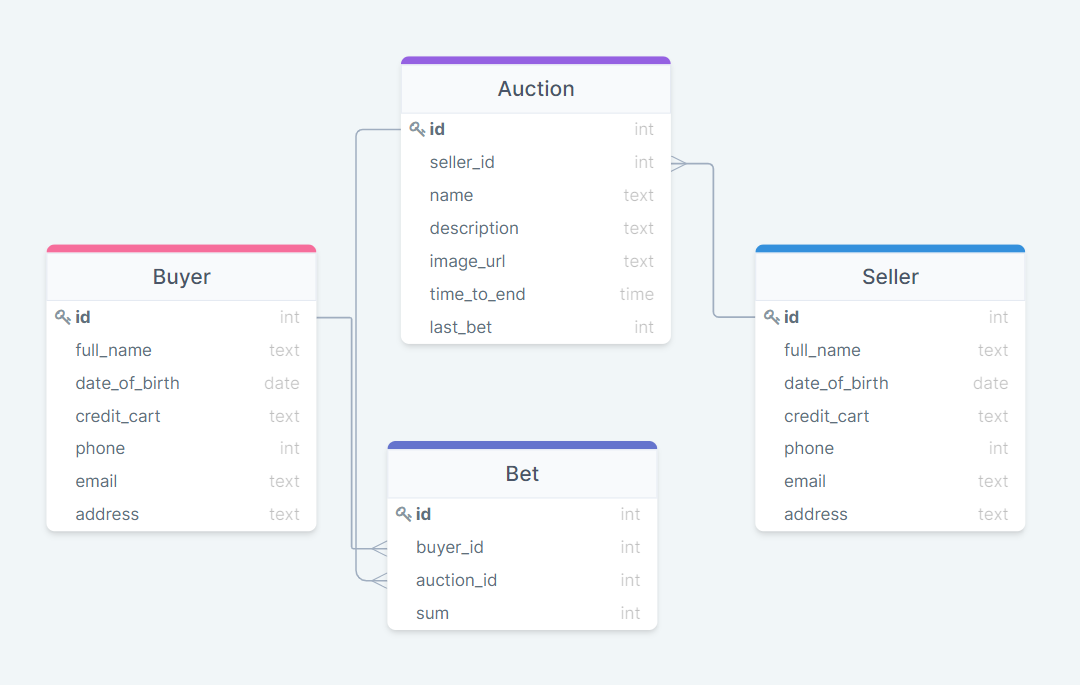 Auction
id int
seller_id int
name text
description text
image_url text
time_to_end time
last_bet int
Buyer
id int
full_name text
date_of_birth date
credit_cart text
phone int
email text
address text
Seller
id int
full_name text
date_of_birth date
credit_cart text
phone int
email text
address text
Bet
id int
buyer_id int
auction_id int
sum int